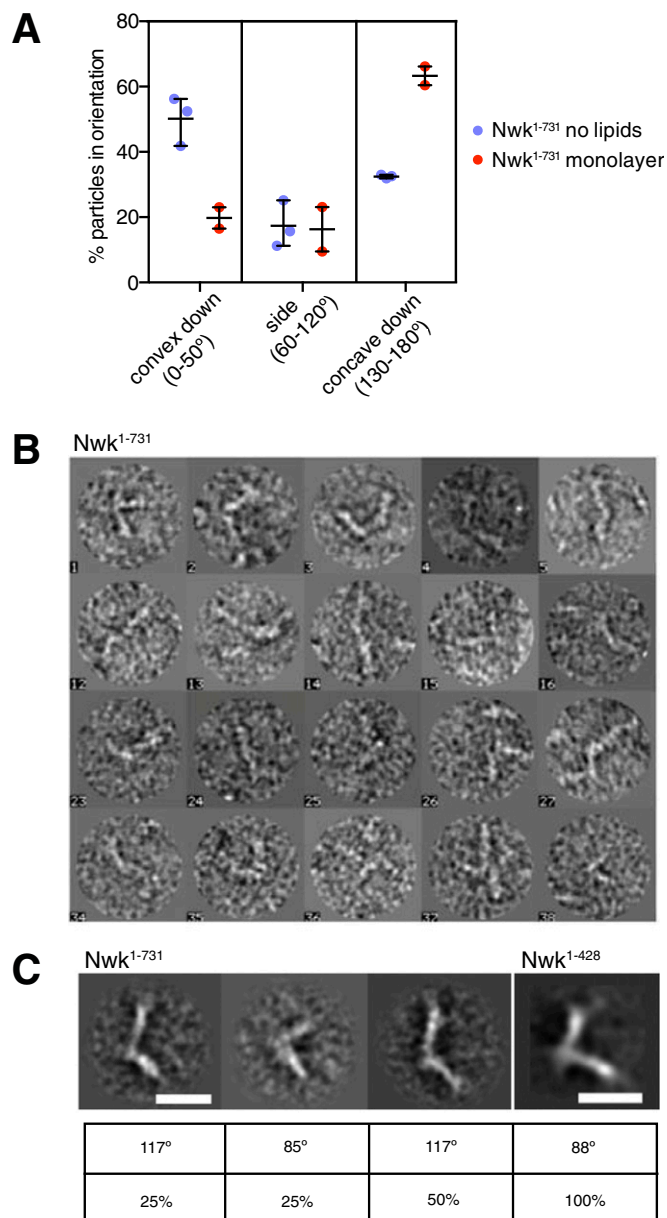 A
80
60
40
20
0
% particles in orientation
convex down
(0-50º)
side
(60-120º)
concave down
(130-180º)
Nwk1-731 no lipids
Nwk1-731 monolayer
B
Nwk1-731
1 2 3 4 5
12 13 14 15 16
23 24 25 26 27
34 35 36 37 38
C
Nwk1-731 Nwk1-428
117º 85º 117º 88º
25% 25% 50% 100%